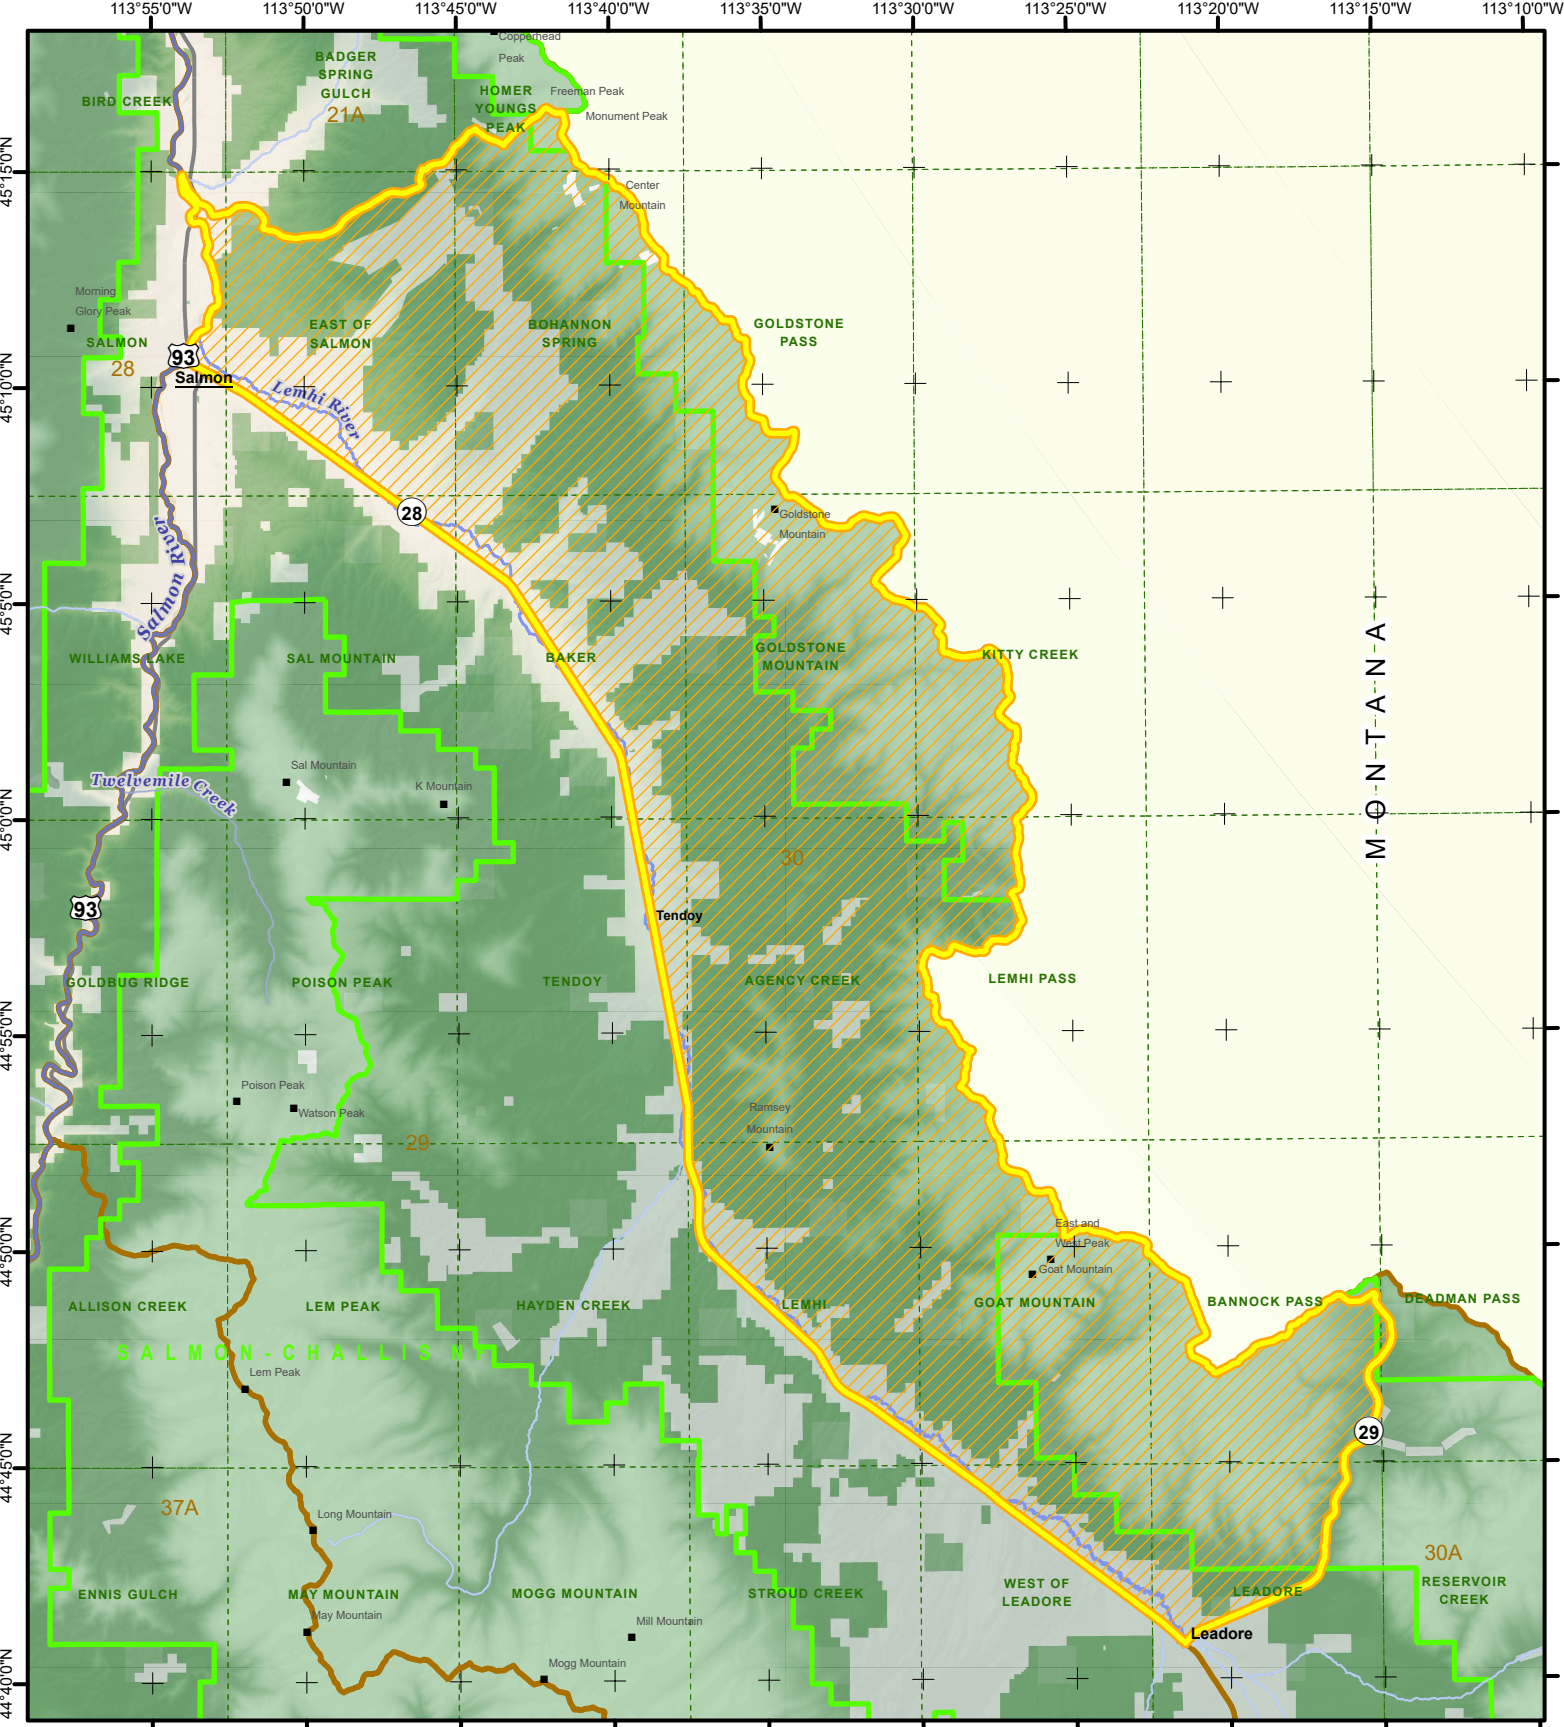 113°55'0"W
113°50'0"W
113°45'0"W
113°40'0"W
113°35'0"W
113°30'0"W
113°25'0"W
113°20'0"W
113°15'0"W
113°10'0"W
Copperhead
Peak
BADGER
SPRING
GULCH
21A
BIRD CREEK
HOMER
YOUNGS
PEAK
Freeman Peak
Monument Peak
45°15'0"N
Center
Mountain
Morning
Glory Peak
SALMON
28
93
Salmon
EAST OF
SALMON
BOHANNON
SPRING
GOLDSTONE
PASS
45°10'0"N
Lemhi River
28
Goldstone
Mountain
Salmon River
45°5'0"N
WILLIAMS LAKE
SAL MOUNTAIN
BAKER
GOLDSTONE
MOUNTAIN
KITTY CREEK
MONTANA
Sal Mountain
K Mountain
Twelvemile Creek
45°0'0"N
30
93
Tendoy
GOLDBUG RIDGE
POISON PEAK
TENDOY
AGENCY CREEK
LEMHI PASS
44°55'0"N
Poison Peak
Watson Peak
Ramsey
Mountain
29
44°50'0"N
East and
West Peak
Goat Mountain
ALLISON CREEK
LEM PEAK
HAYDEN CREEK
LEMHI
GOAT MOUNTAIN
BANNOCK PASS
DEADMAN PASS
SALMON-CHALLIS NF
Lem Peak
29
44°45'0"N
37A
Long Mountain
30A
ENNIS GULCH
MAY MOUNTAIN
MOGG MOUNTAIN
STROUD CREEK
WEST OF
LEADORE
LEADORE
RESERVOIR
CREEK
May Mountain
Mill Mountain
Leadore
Mogg Mountain
44°40'0"N